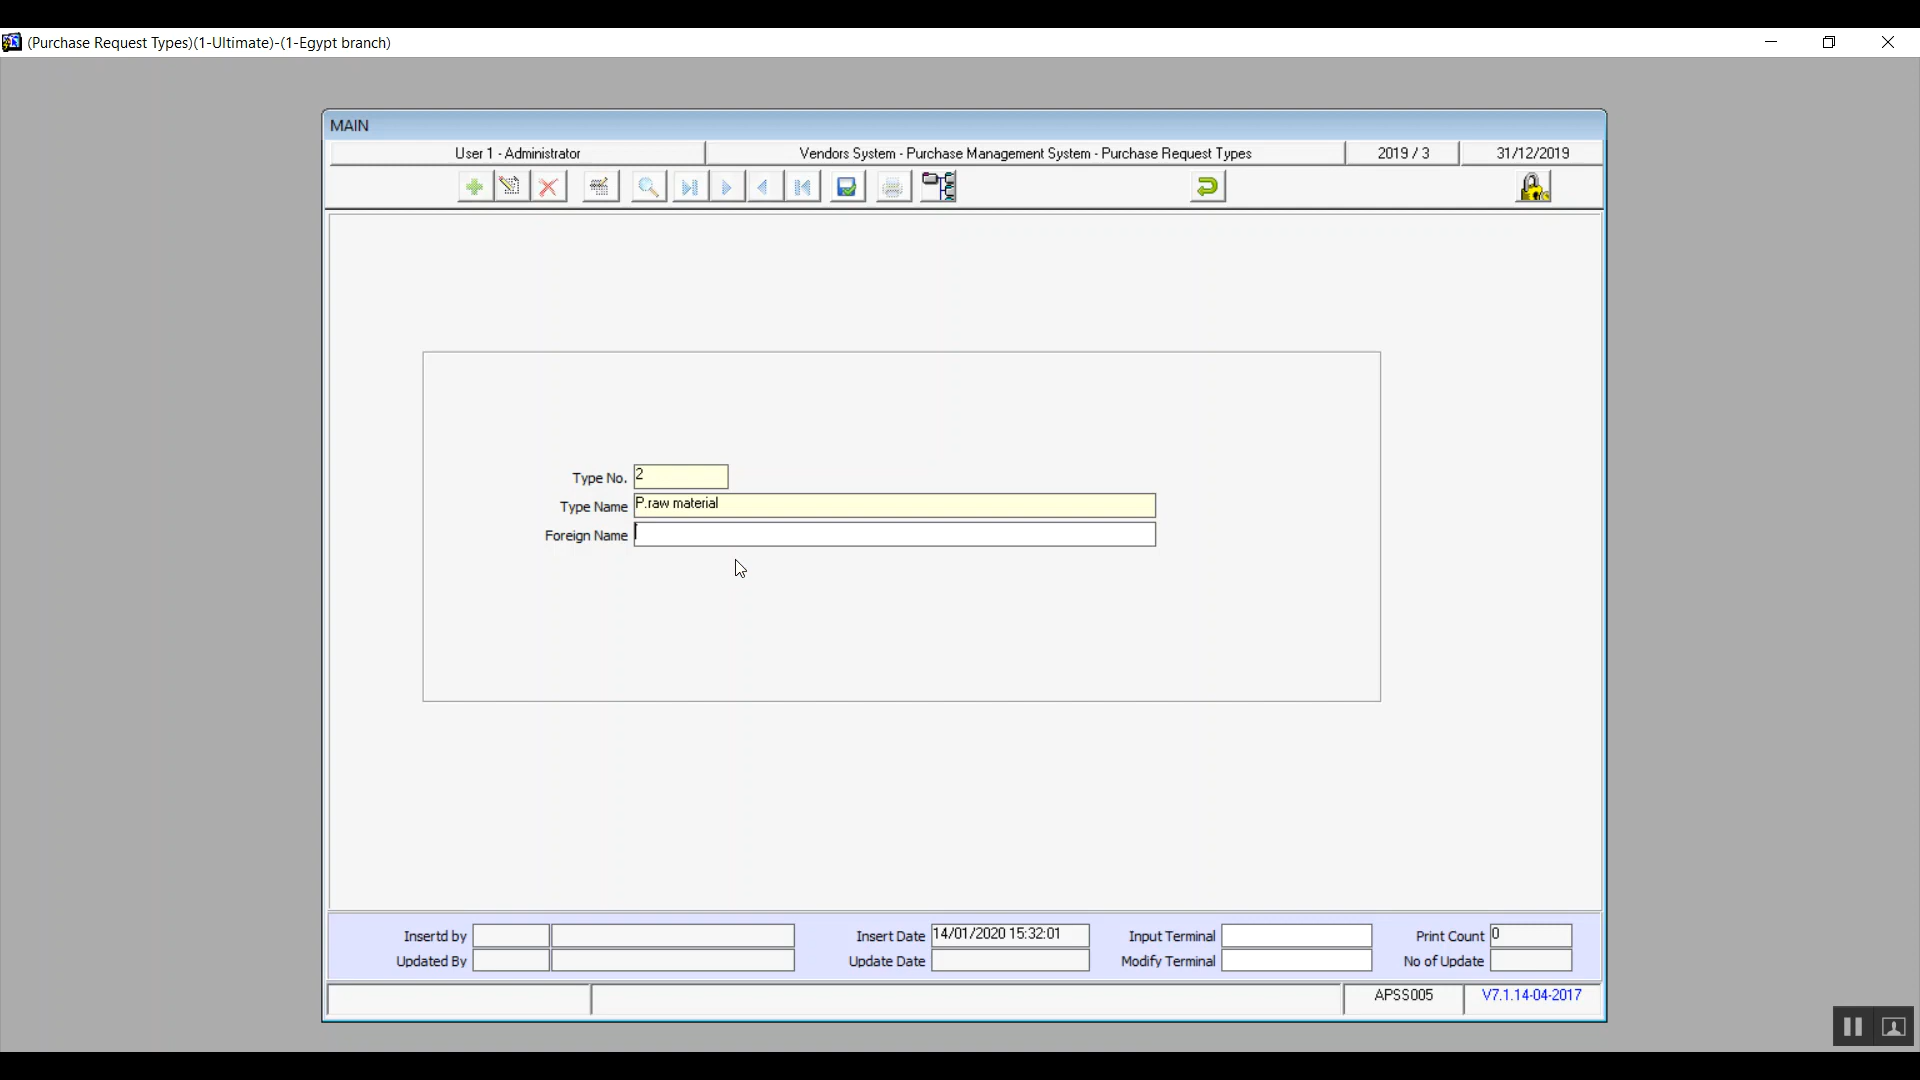 (Purchase Request Types)(1-Ultimate)-(1-Egypt branch)
MAIN
User 1 - Administrator
Vendors System - Purchase Management System - Purchase Request Types
2019 / 3
31/12/2019
Type No. 2
Type Name P.raw material
Foreign Name
Insertd by
Insert Date 14/01/2020 15:32:01
Input Terminal
Print Count 0
Updated By
Update Date
Modify Terminal
No of Update
APSS005
V7.1.14-04-2017